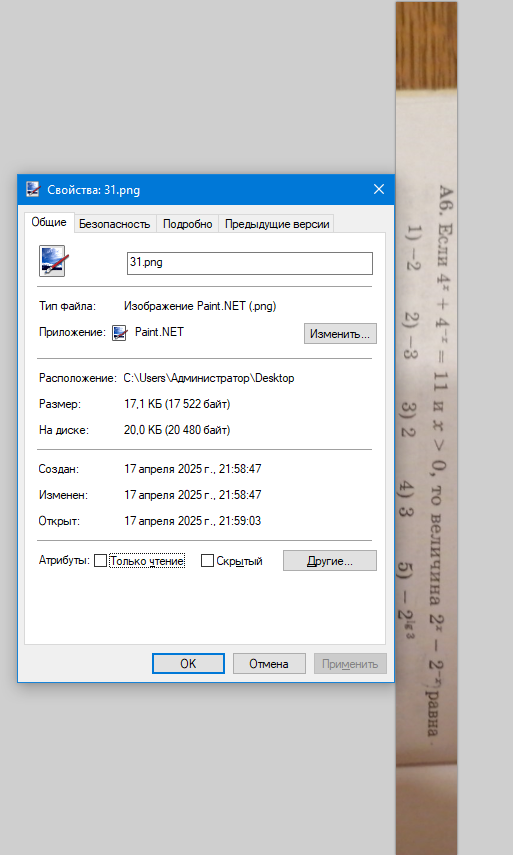 Свойства: 31.png
Общие
Безопасность
Подробно
Предыдущие версии
31.png
Тип файла: Изображение Paint.NET (.png)
Приложение: Paint.NET
Изменить...
Расположение: C:\Users\Администратор\Desktop
Размер: 17,1 КБ (17 522 байт)
На диске: 20,0 КБ (20 480 байт)
Создан: 17 апреля 2025 г., 21:58:47
Изменен: 17 апреля 2025 г., 21:58:47
Открыт: 17 апреля 2025 г., 21:59:03
Атрибуты: Только чтение Скрытый Другие...
OK Отмена Применить
А6. Если 4ˣ + 4⁻ˣ = 11 и x > 0, то величина 2ˣ − 2⁻ˣ равна
1) −2 2) −3 3) 2 4) 3 5) −2^lg 3